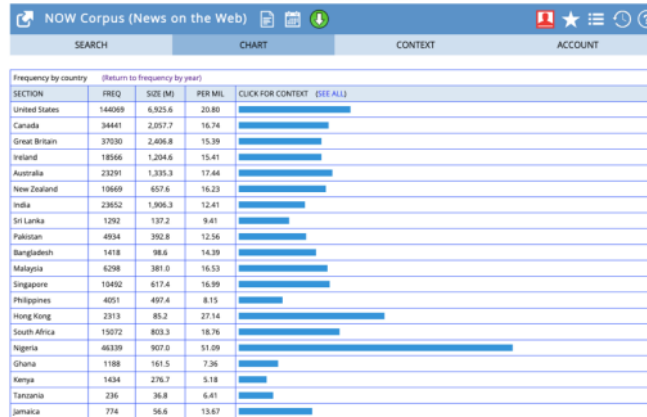 NOW Corpus (News on the Web)
SEARCH CHART CONTEXT ACCOUNT
Frequency by country (Return to frequency by year)
SECTION FREQ SIZE (M) PER MIL CLICK FOR CONTEXT (SEE ALL)
United States 144069 6,925.6 20.80
Canada 34441 2,057.7 16.74
Great Britain 37030 2,406.8 15.39
Ireland 18566 1,204.6 15.41
Australia 23291 1,335.3 17.44
New Zealand 10669 657.6 16.23
India 23652 1,906.3 12.41
Sri Lanka 1292 137.2 9.41
Pakistan 4934 392.8 12.56
Bangladesh 1418 98.6 14.39
Malaysia 6298 381.0 16.53
Singapore 10492 617.4 16.99
Philippines 4051 497.4 8.15
Hong Kong 2313 85.2 27.14
South Africa 15072 803.3 18.76
Nigeria 46339 907.0 51.09
Ghana 1188 161.5 7.36
Kenya 1434 276.7 5.18
Tanzania 236 36.8 6.41
Jamaica 774 56.6 13.67